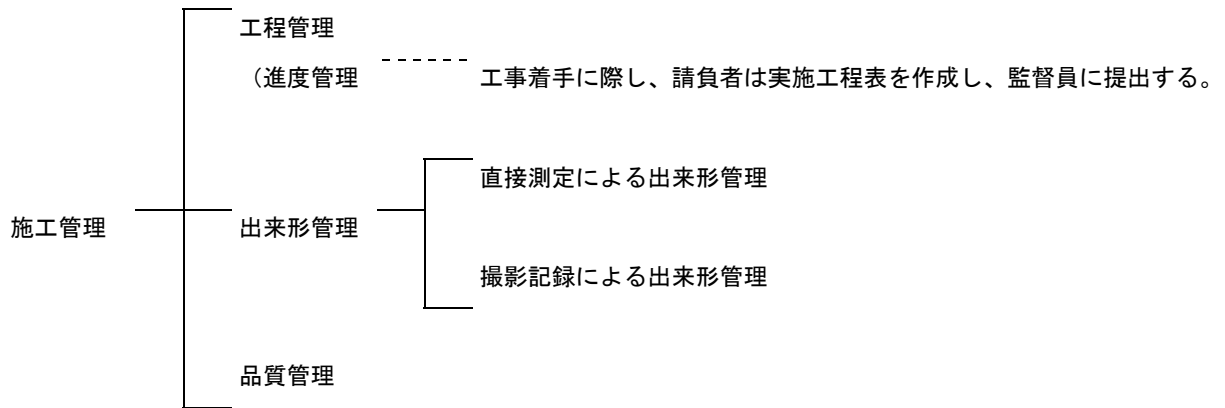 工程管理
（進度管理
工事着手に際し、請負者は実施工程表を作成し、監督員に提出する。
直接測定による出来形管理
施工管理
出来形管理
撮影記録による出来形管理
品質管理